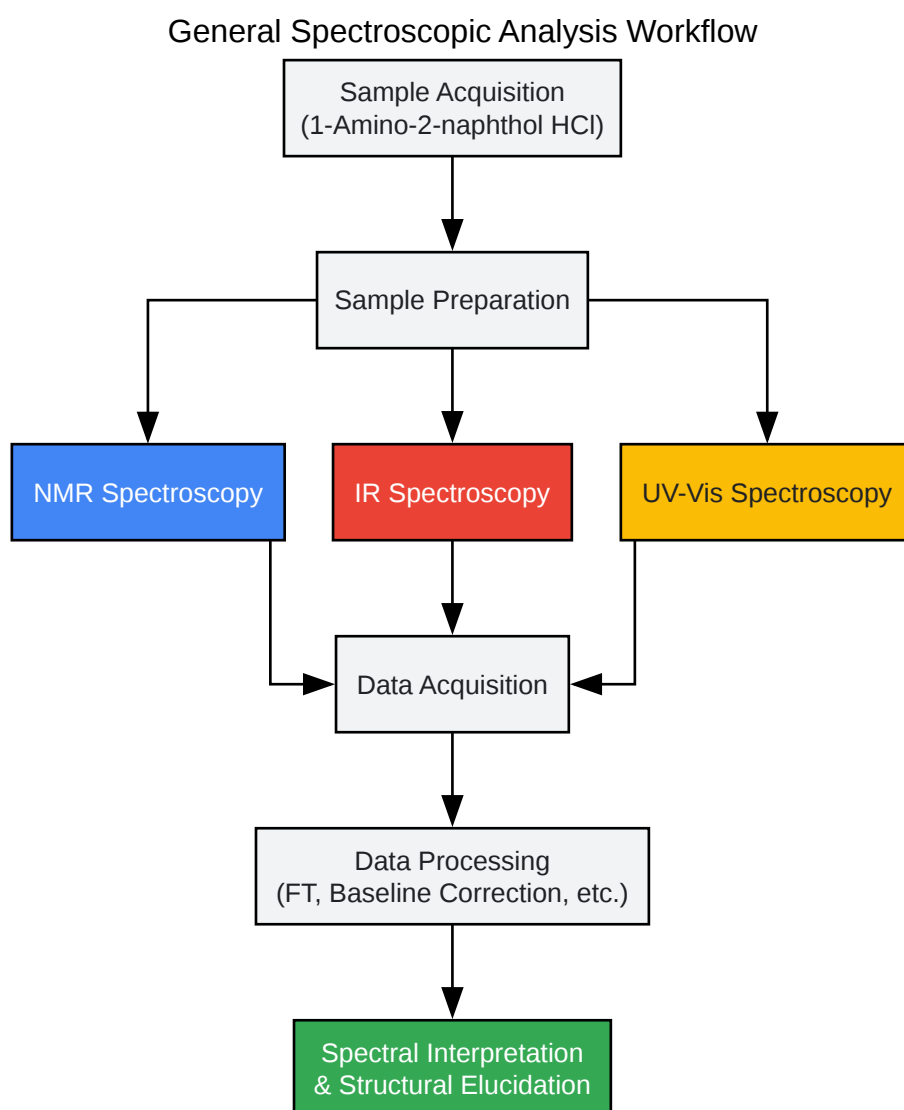 General Spectroscopic Analysis Workflow
Sample Acquisition
(1-Amino-2-naphthol HCl)
Sample Preparation
NMR Spectroscopy
IR Spectroscopy
UV-Vis Spectroscopy
Data Acquisition
Data Processing
(FT, Baseline Correction, etc.)
Spectral Interpretation
& Structural Elucidation